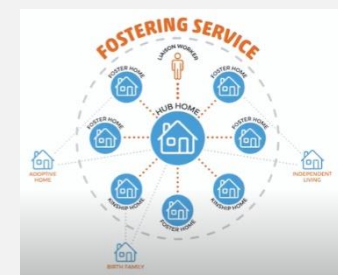 FOSTERING SERVICE
LIAISON WORKER
FOSTER HOME
FOSTER HOME
HUB HOME
FOSTER HOME
FOSTER HOME
ADOPTIVE
HOME
INDEPENDENT
LIVING
KINSHIP HOME
KINSHIP HOME
FOSTER HOME
BIRTH FAMILY